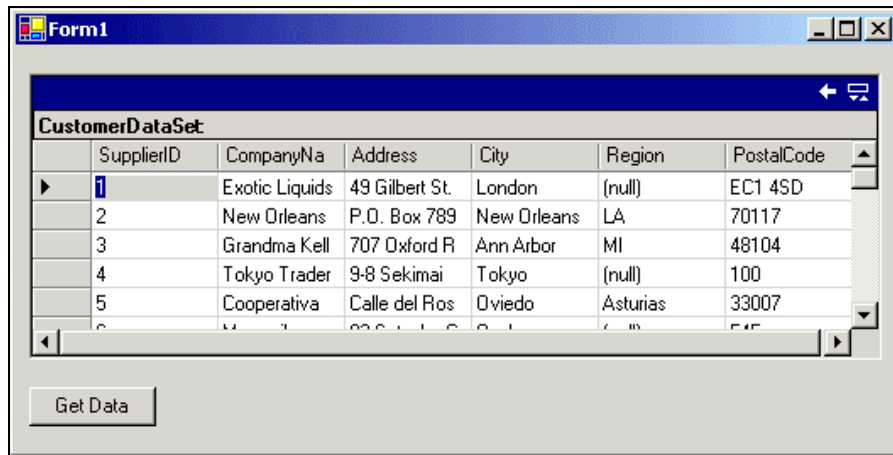 Form1
CustomerDataSet
SupplierID CompanyNa Address City Region PostalCode
1 Exotic Liquids 49 Gilbert St. London (null) EC1 4SD
2 New Orleans P.O. Box 789 New Orleans LA 70117
3 Grandma Kell 707 Oxford R Ann Arbor MI 48104
4 Tokyo Trader 9-8 Sekimai Tokyo (null) 100
5 Cooperativa Calle del Ros Oviedo Asturias 33007
Get Data